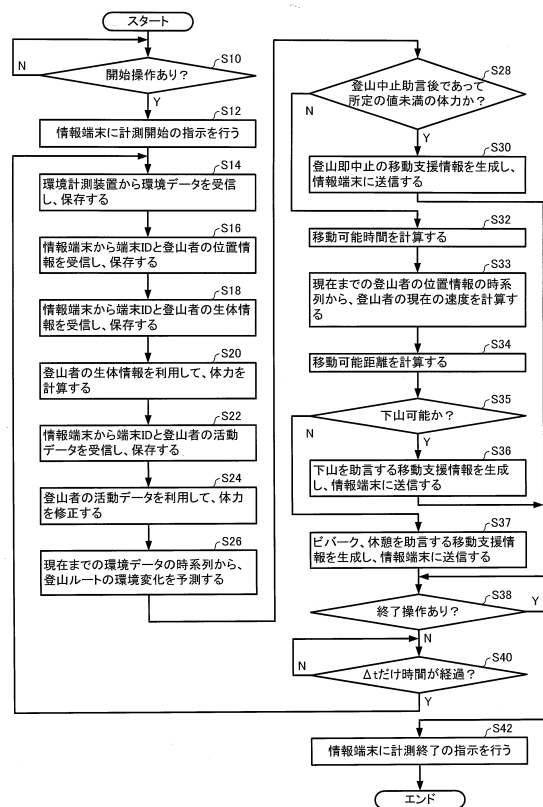 スタート
S10
開始操作あり？
N
Y
S12
情報端末に計測開始の指示を行う
S14
環境計測装置から環境データを受信
し、保存する
S16
情報端末から端末IDと登山者の位置情
報を受信し、保存する
S18
情報端末から端末IDと登山者の生体情
報を受信し、保存する
S20
登山者の生体情報を利用して、体力を
計算する
S22
情報端末から端末IDと登山者の活動
データを受信し、保存する
S24
登山者の活動データを利用して、体力
を修正する
S26
現在までの環境データの時系列から、
登山ルートの環境変化を予測する
S28
登山中止助言後であって
所定の値未満の体力か？
N
Y
S30
登山即中止の移動支援情報を生成し、
情報端末に送信する
S32
移動可能時間を計算する
S33
現在までの登山者の位置情報の時系
列から、登山者の現在の速度を計算す
る
S34
移動可能距離を計算する
S35
下山可能か？
N
Y
S36
下山を助言する移動支援情報を生成
し、情報端末に送信する
S37
ビバーク、休憩を助言する移動支援情
報を生成し、情報端末に送信する
S38
終了操作あり？
Y
N
S40
Δtだけ時間が経過？
N
Y
S42
情報端末に計測終了の指示を行う
エンド